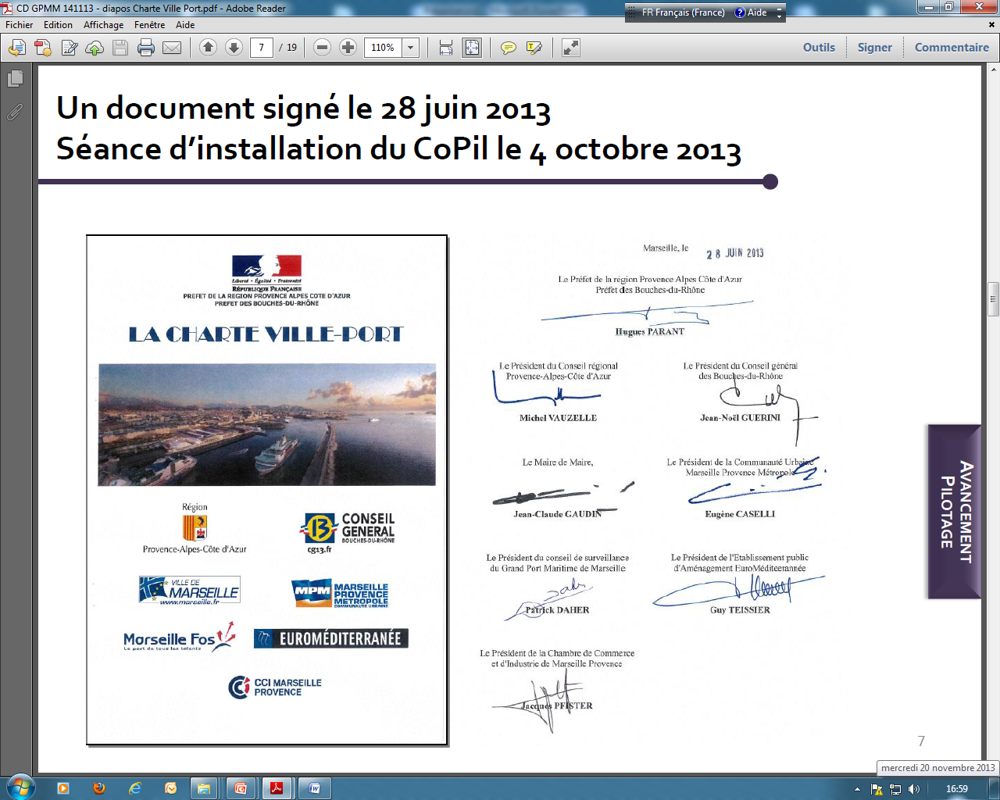 CD GPMM 141113 - diapos Charte Ville Port.pdf - Adobe Reader
FR Français (France) Aide
Fichier Edition Affichage Fenêtre Aide
7 / 19 110% Outils Signer Commentaire
Un document signé le 28 juin 2013
Séance d’installation du CoPil le 4 octobre 2013
Liberté • Égalité • Fraternité
RÉPUBLIQUE FRANÇAISE
PREFET DE LA REGION PROVENCE ALPES COTE D'AZUR
PREFET DES BOUCHES-DU-RHÔNE
LA CHARTE VILLE-PORT
Région
Provence-Alpes-Côte d'Azur
13 CONSEIL
GENERAL
BOUCHES-DU-RHÔNE
cg13.fr
VILLE DE
MARSEILLE
www.marseille.fr
MPM MARSEILLE
PROVENCE
METROPOLE
COMMUNAUTE URBAINE
Marseille Fos
Le port de tous les talents
EUROMÉDITERRANÉE
CCI MARSEILLE
PROVENCE
Marseille, le 28 JUIN 2013
Le Préfet de la région Provence Alpes Côte d'Azur
Préfet des Bouches-du-Rhône
Hugues PARANT
Le Président du Conseil régional
Provence-Alpes-Côte d'Azur
Michel VAUZELLE
Le Président du Conseil général
des Bouches-du-Rhône
Jean-Noël GUERINI
Le Maire de Maire,
Jean-Claude GAUDIN
Le Président de la Communauté Urbaine
Marseille Provence Métropole
Eugène CASELLI
Le Président du conseil de surveillance
du Grand Port Maritime de Marseille
Patrick DAHER
Le Président de l'Etablissement public
d'Aménagement EuroMéditeerannée
Guy TEISSIER
Le Président de la Chambre de Commerce
et d'Industrie de Marseille Provence
Jacques PFISTER
AVANCEMENT
PILOTAGE
7
mercredi 20 novembre 2013
16:59